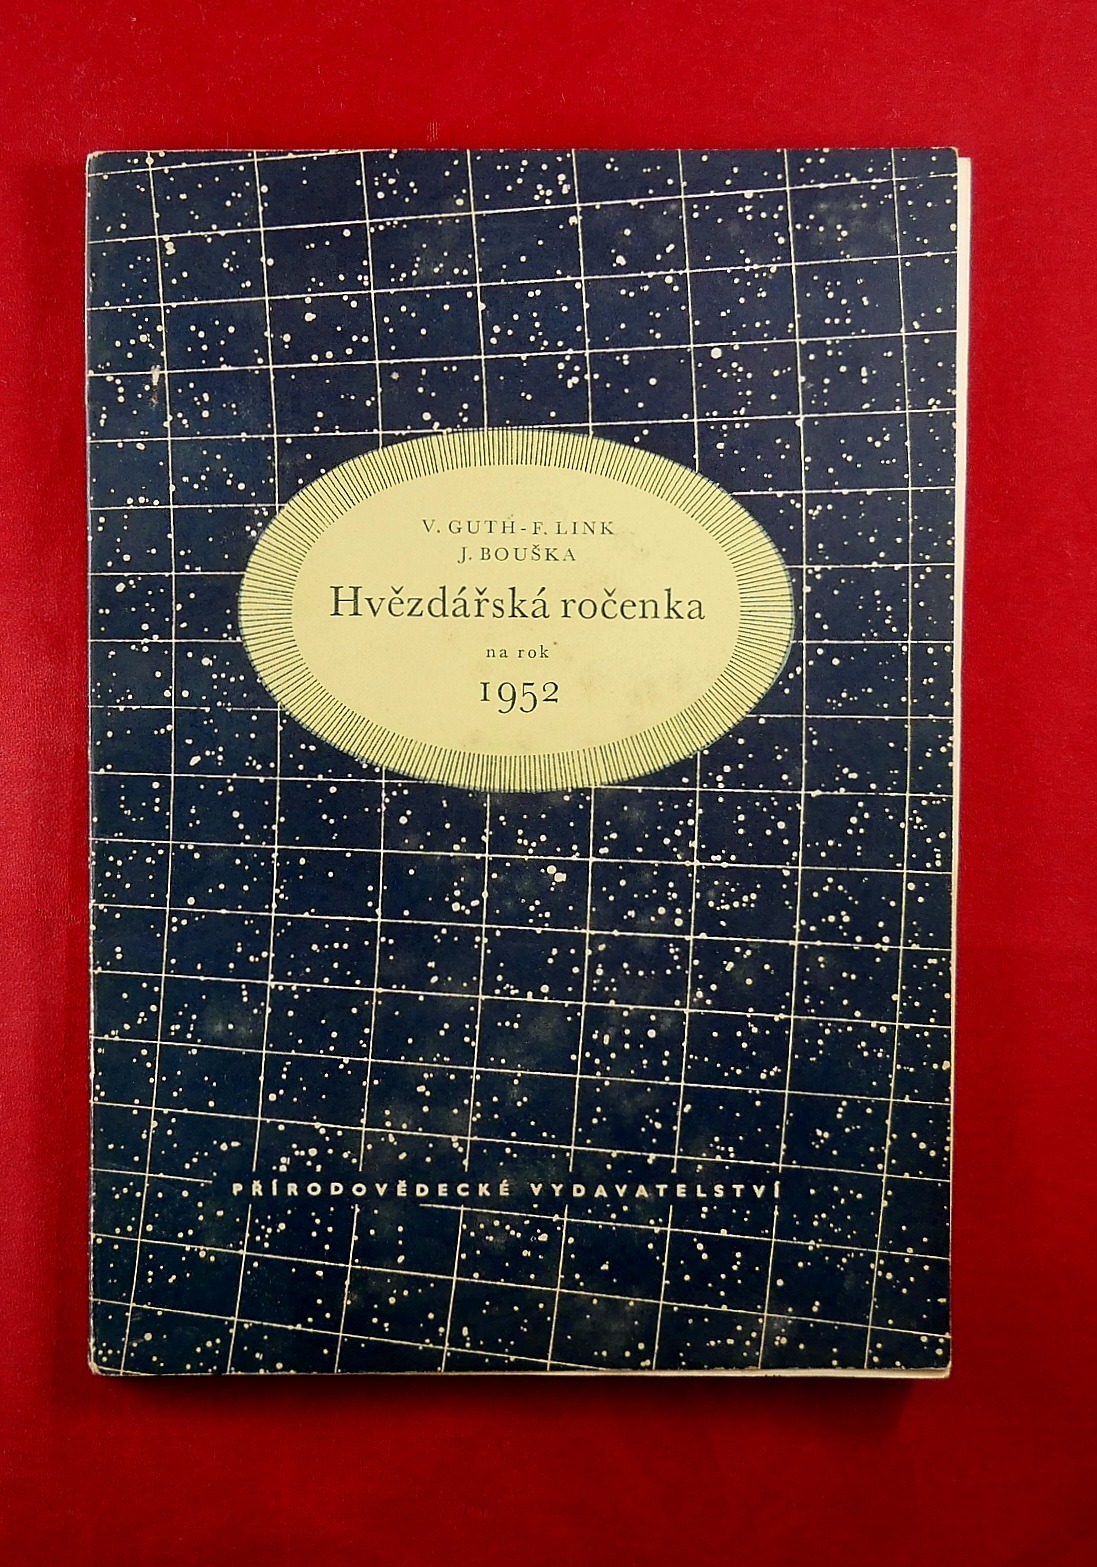 V. GUTH - F. LINK
J. BOUŠKA
Hvězdářská ročenka
na rok
1952
PŘÍRODOVĚDECKÉ VYDAVATELSTVÍ